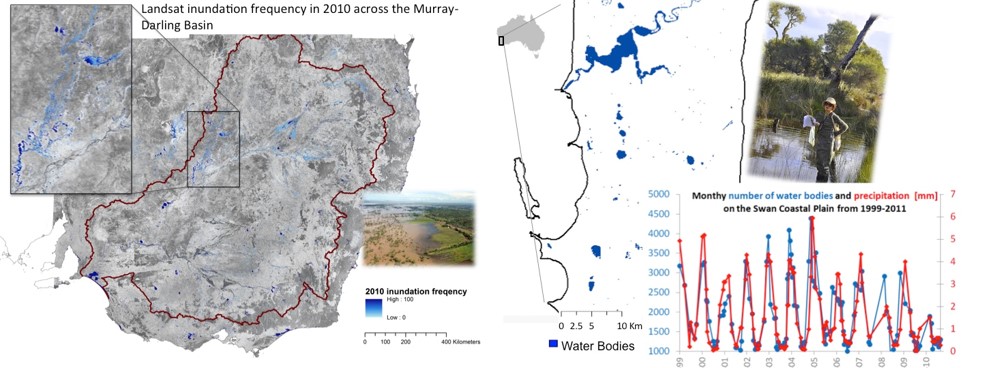 Landsat inundation frequency in 2010 across the Murray-
Darling Basin
2010 inundation freqency
High : 100
Low : 0
0 100 200 400 Kilometers
0 2.5 5 10 Km
Water Bodies
Monthy number of water bodies and precipitation [mm]
on the Swan Coastal Plain from 1999-2011
5000
4500
4000
3500
3000
2500
2000
1500
1000
7
6
5
4
3
2
1
0
99 00 01 02 03 04 05 06 07 08 09 10